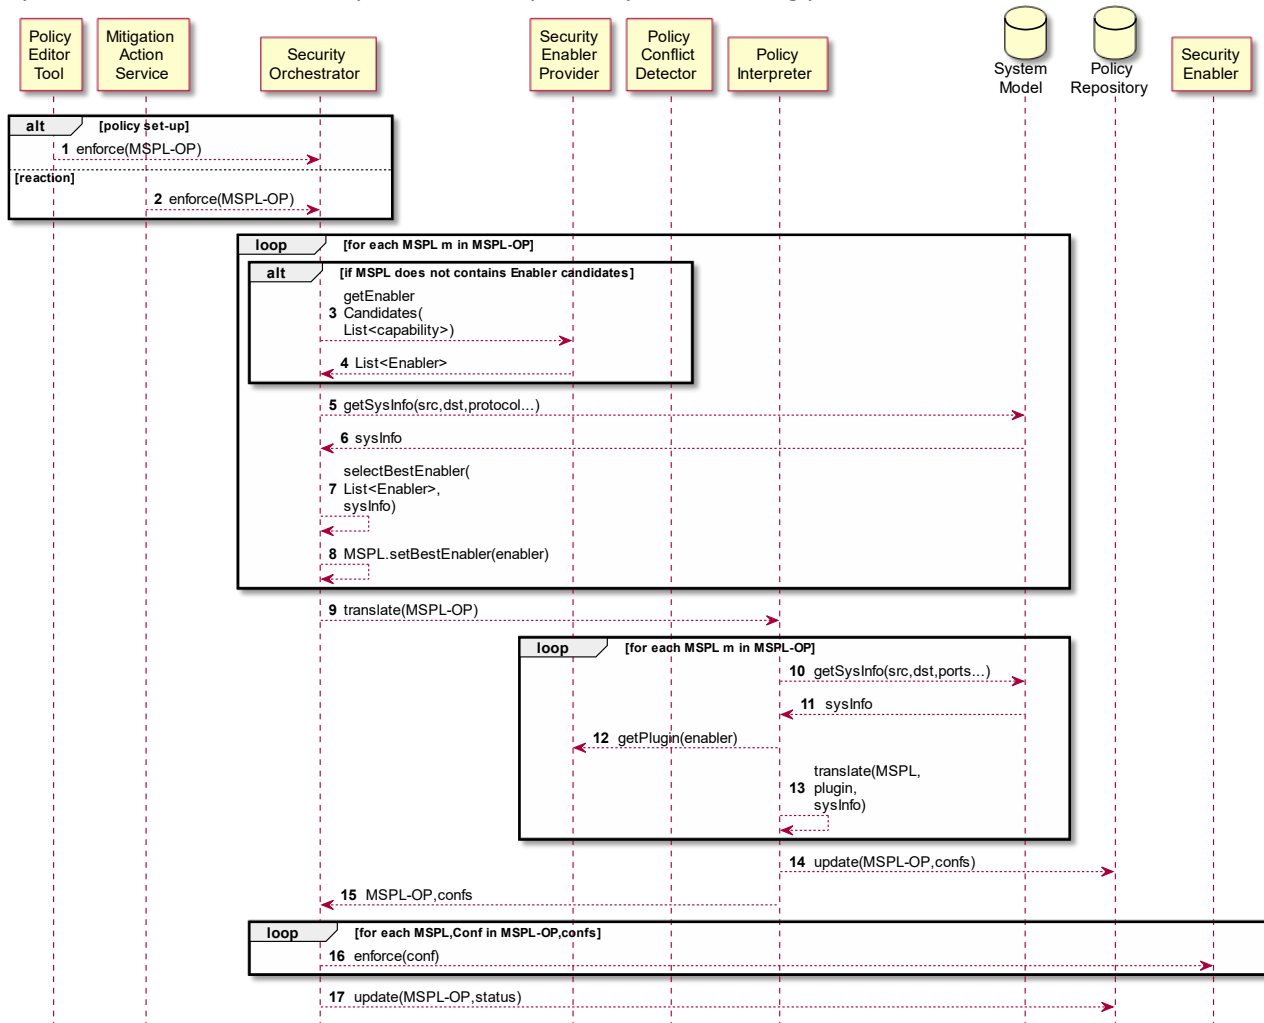 Policy
Editor
Tool
Mitigation
Action
Service
Security
Orchestrator
Security
Enabler
Provider
Policy
Conflict
Detector
Policy
Interpreter
System
Model
Policy
Repository
Security
Enabler
alt [policy set-up]
1 enforce(MSPL-OP)
[reaction]
2 enforce(MSPL-OP)
loop [for each MSPL m in MSPL-OP]
alt [if MSPL does not contains Enabler candidates]
getEnabler
3 Candidates(
List<capability>)
4 List<Enabler>
5 getSysInfo(src,dst,protocol...)
6 sysInfo
selectBestEnabler(
7 List<Enabler>,
sysInfo)
8 MSPL.setBestEnabler(enabler)
9 translate(MSPL-OP)
loop [for each MSPL m in MSPL-OP]
10 getSysInfo(src,dst,ports...)
11 sysInfo
12 getPlugin(enabler)
translate(MSPL,
13 plugin,
sysInfo)
14 update(MSPL-OP,confs)
15 MSPL-OP,confs
loop [for each MSPL,Conf in MSPL-OP,confs]
16 enforce(conf)
17 update(MSPL-OP,status)